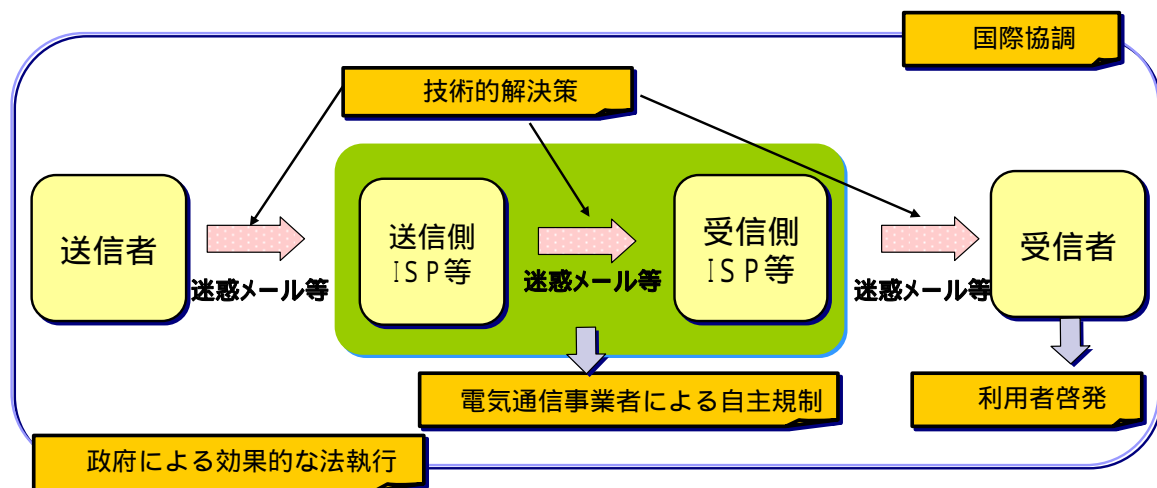 国際協調
技術的解決策
送信者
迷惑メール等
送信側
ISP等
迷惑メール等
受信側
ISP等
迷惑メール等
受信者
電気通信事業者による自主規制
利用者啓発
政府による効果的な法執行